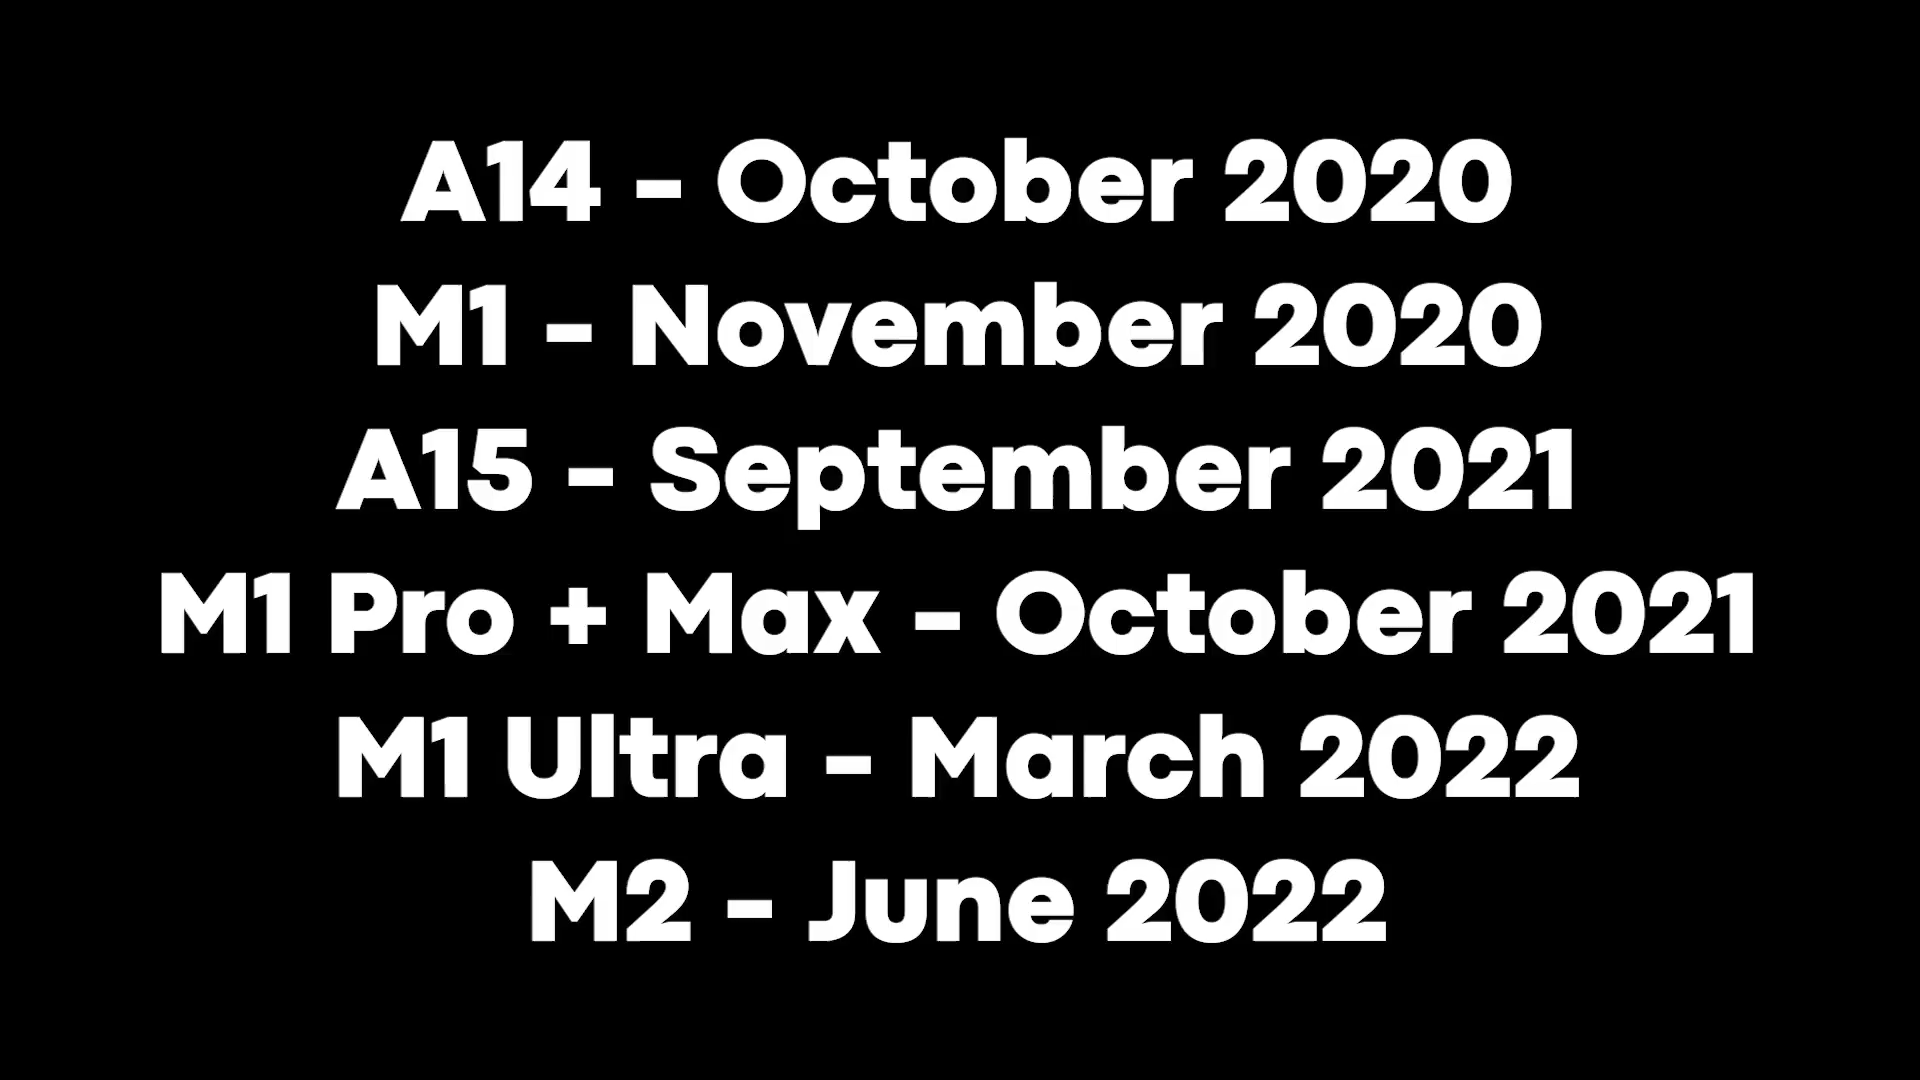 A14 - October 2020
M1 - November 2020
A15 - September 2021
M1 Pro + Max - October 2021
M1 Ultra - March 2022
M2 - June 2022